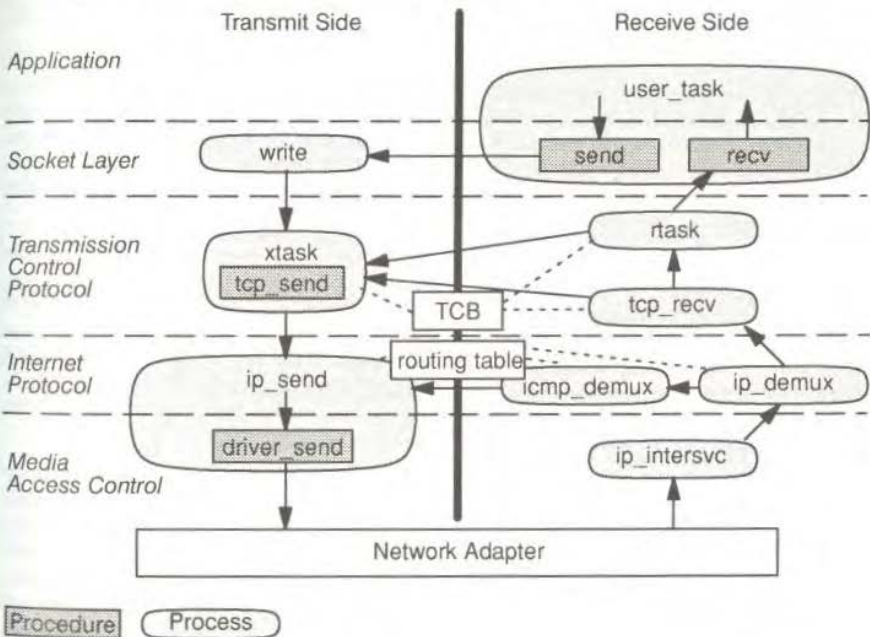 Transmit Side
Receive Side
Application
user_task
Socket Layer
write
send
recv
Transmission
Control
Protocol
xtask
tcp_send
rtask
TCB
tcp_recv
Internet
Protocol
ip_send
routing table
icmp_demux
ip_demux
Media
Access Control
driver_send
ip_intersvc
Network Adapter
Procedure
Process